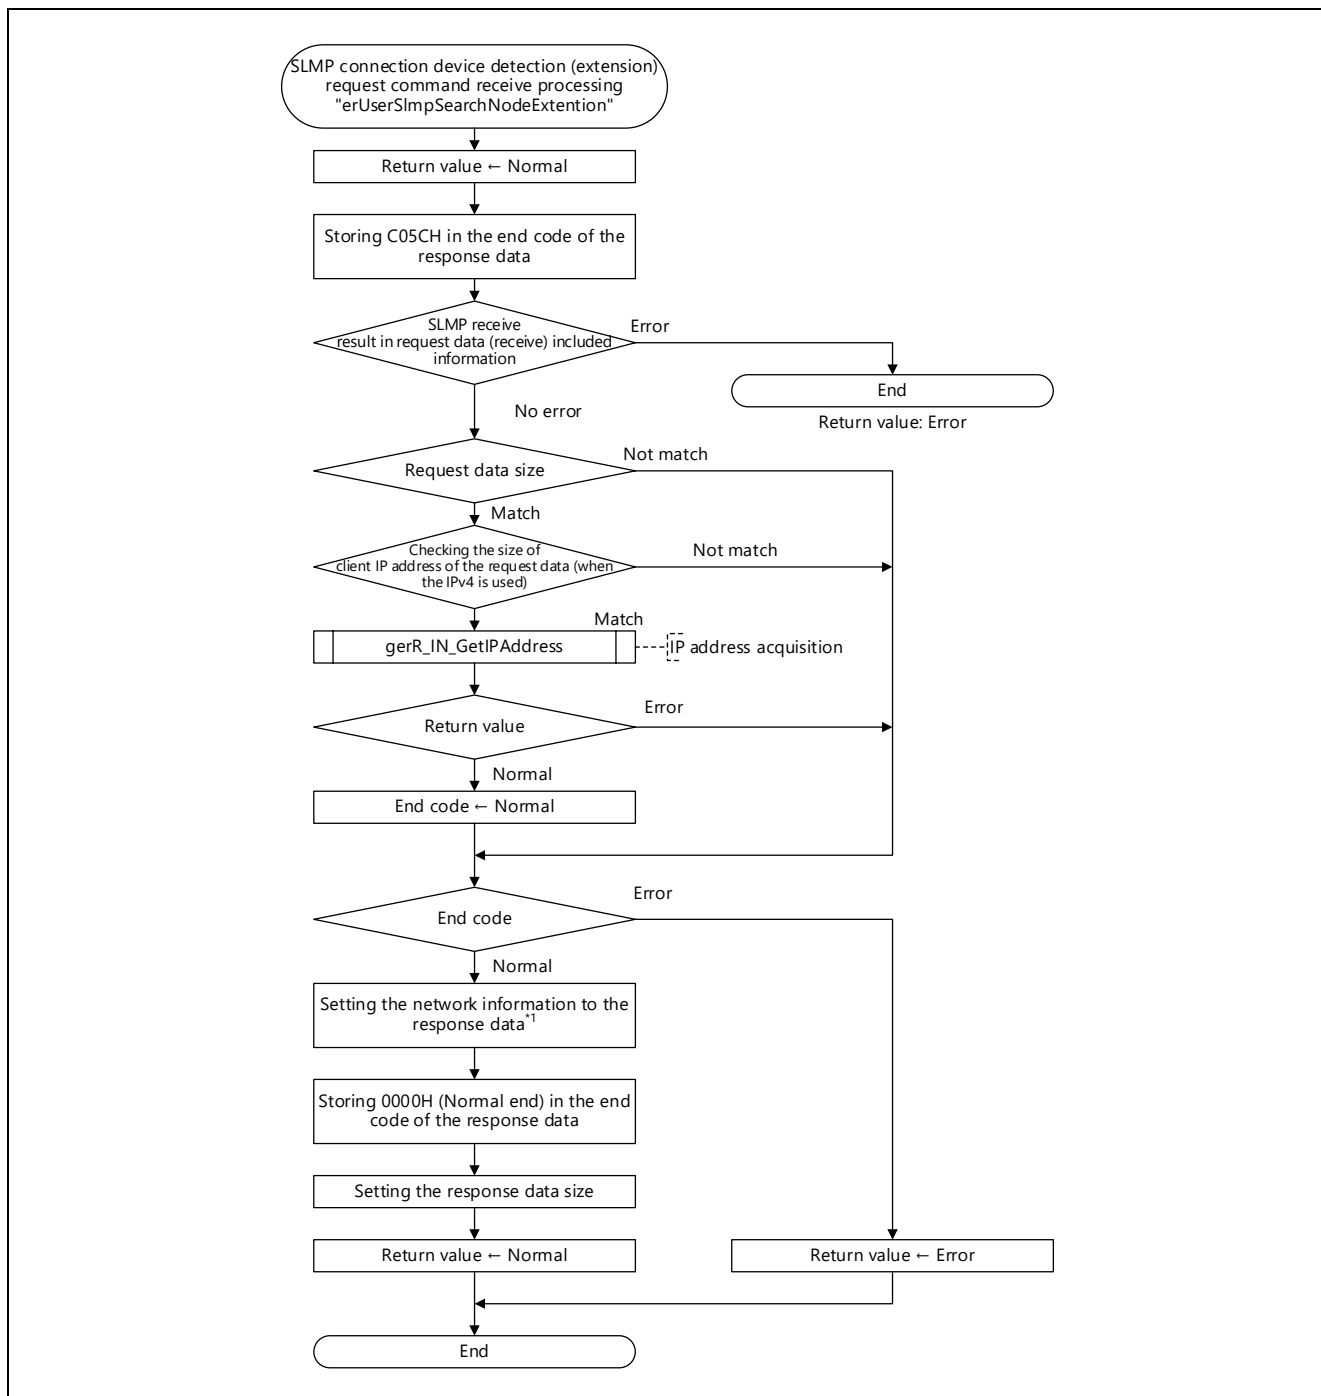 SLMP connection device detection (extension)
request command receive processing
"erUserSlmpSearchNodeExtention"
Return value ← Normal
Storing C05CH in the end code of the
response data
SLMP receive
result in request data (receive) included
information
Error
End
Return value: Error
No error
Request data size
Not match
Match
Checking the size of
client IP address of the request data (when
the IPv4 is used)
Not match
Match
gerR_IN_GetIPAddress
IP address acquisition
Return value
Error
Normal
End code ← Normal
End code
Error
Normal
Setting the network information to the
response data*1
Storing 0000H (Normal end) in the end
code of the response data
Setting the response data size
Return value ← Normal
Return value ← Error
End